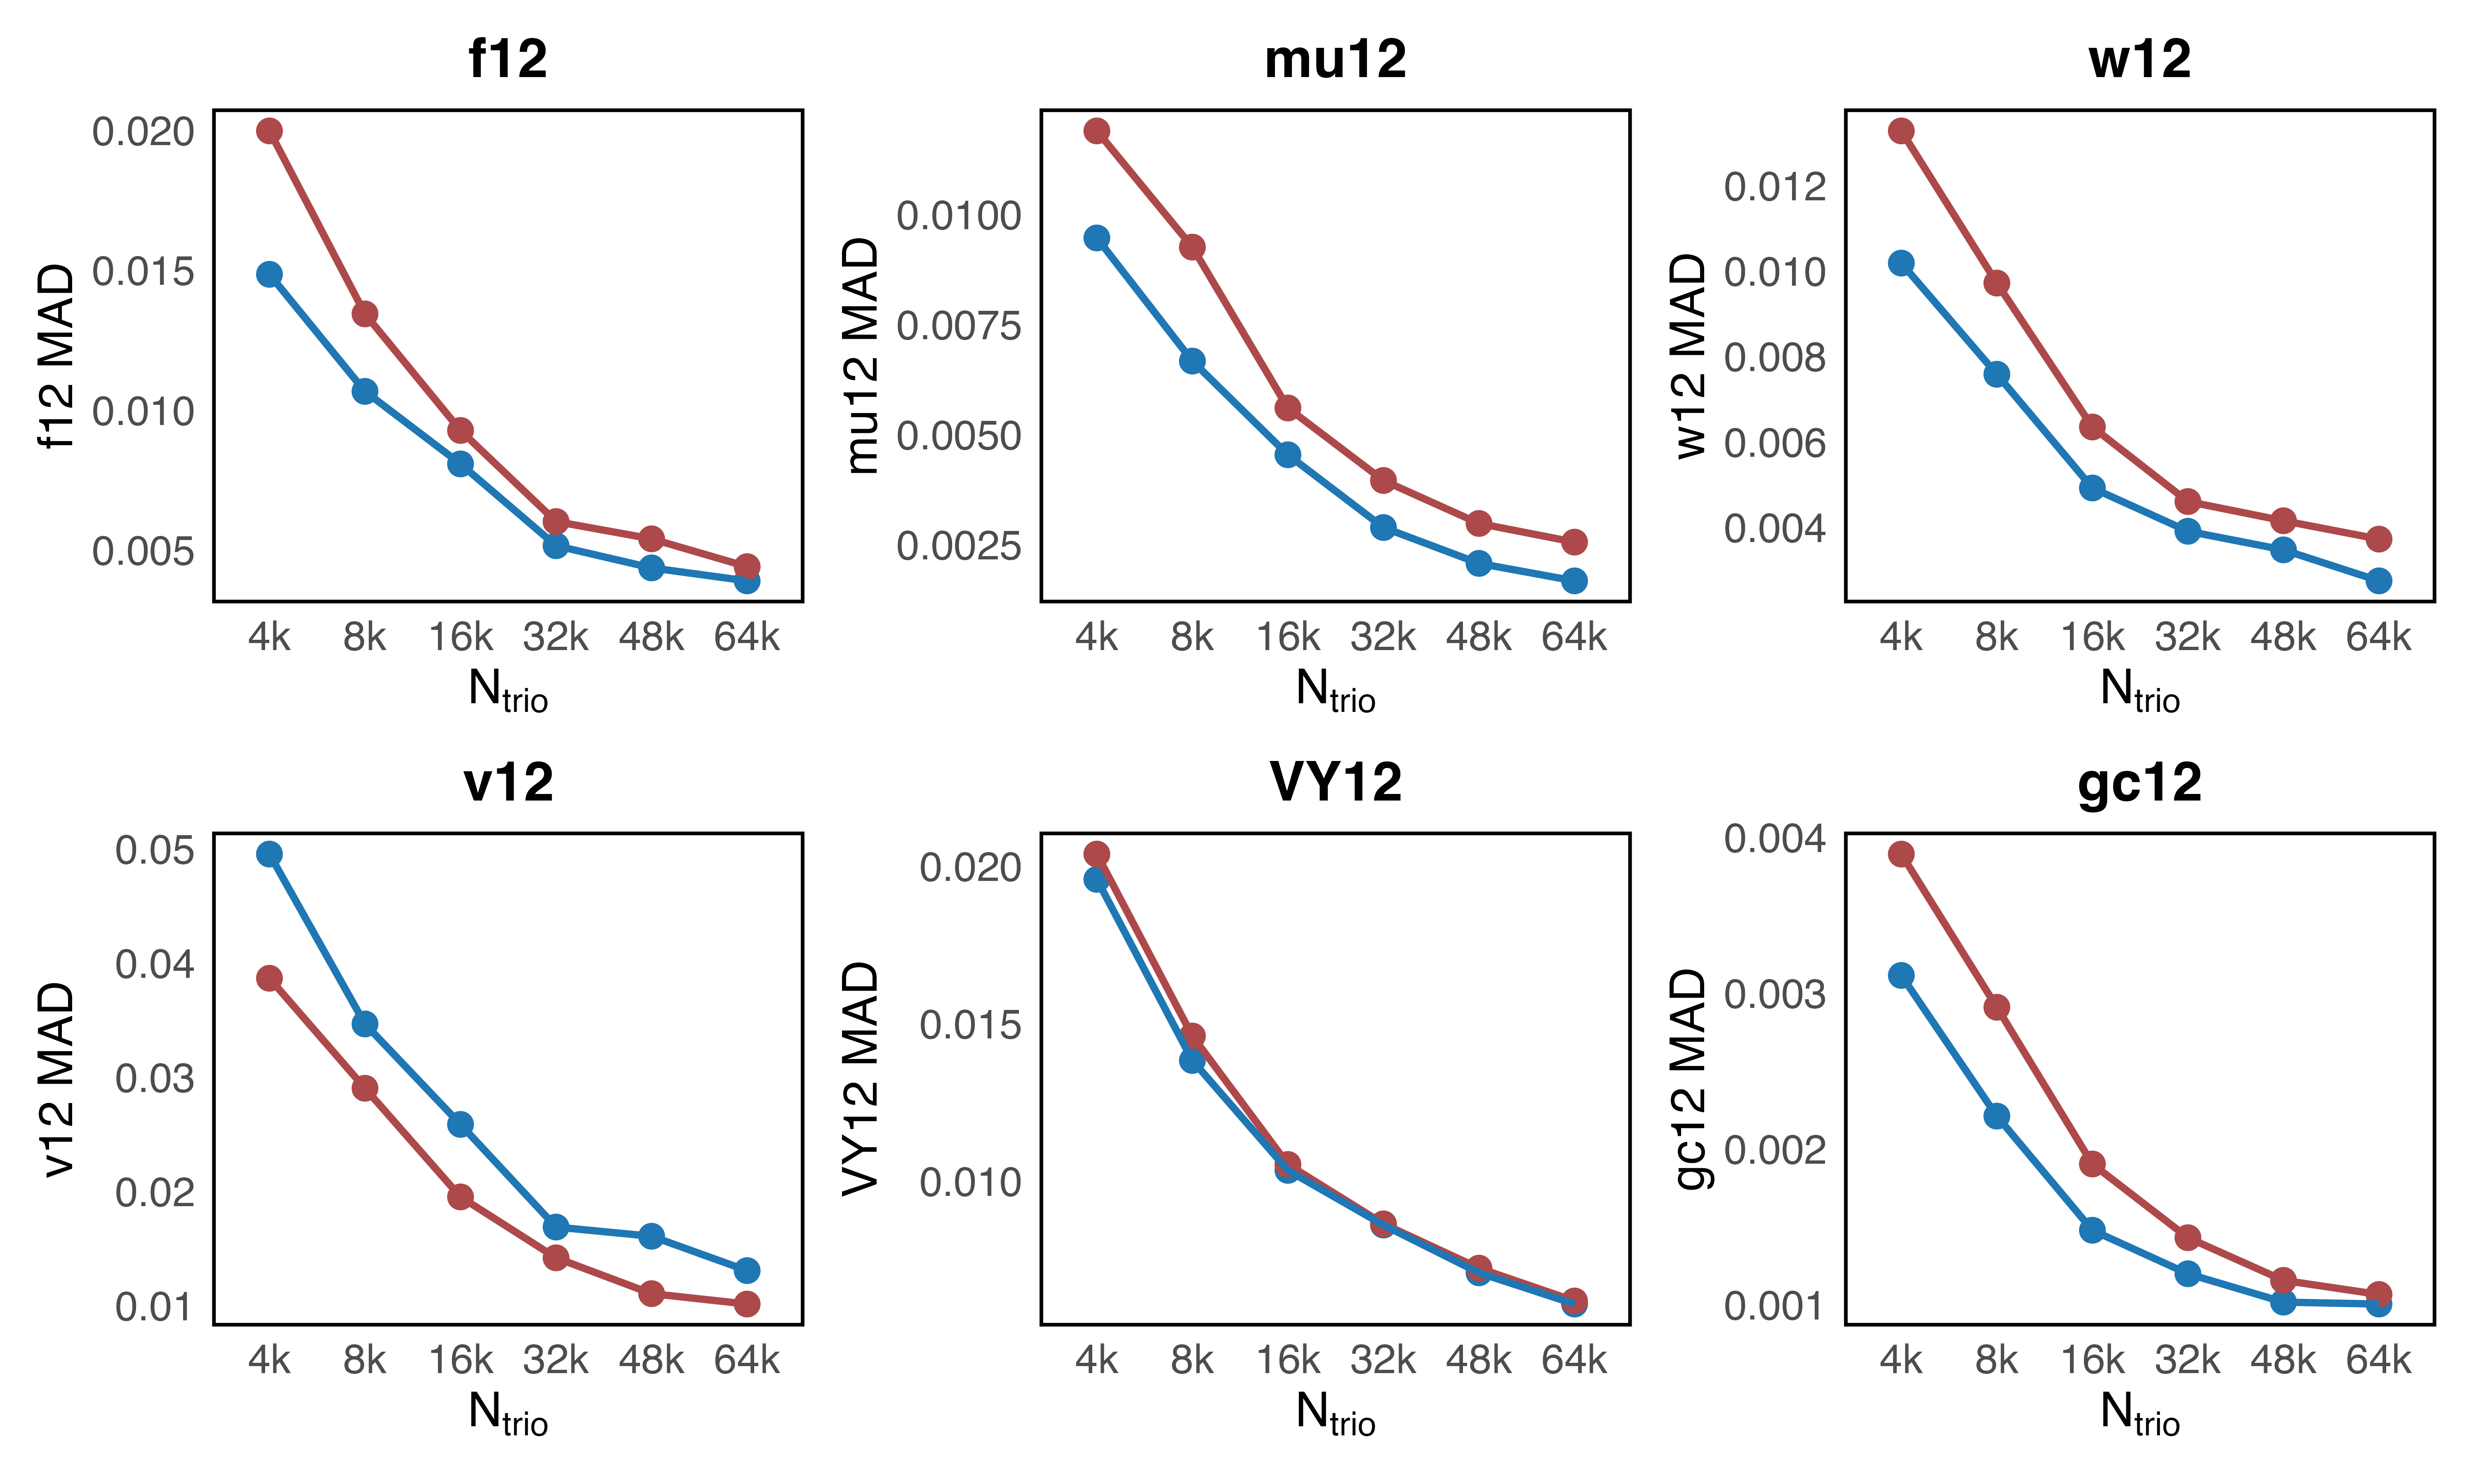 f12
mu12
w12
f12 MAD
0.020
0.015
0.010
0.005
4k 8k 16k 32k 48k 64k
Ntrio
mu12 MAD
0.0100
0.0075
0.0050
0.0025
4k 8k 16k 32k 48k 64k
Ntrio
w12 MAD
0.012
0.010
0.008
0.006
0.004
4k 8k 16k 32k 48k 64k
Ntrio
v12
VY12
gc12
v12 MAD
0.05
0.04
0.03
0.02
0.01
4k 8k 16k 32k 48k 64k
Ntrio
VY12 MAD
0.020
0.015
0.010
4k 8k 16k 32k 48k 64k
Ntrio
gc12 MAD
0.004
0.003
0.002
0.001
4k 8k 16k 32k 48k 64k
Ntrio